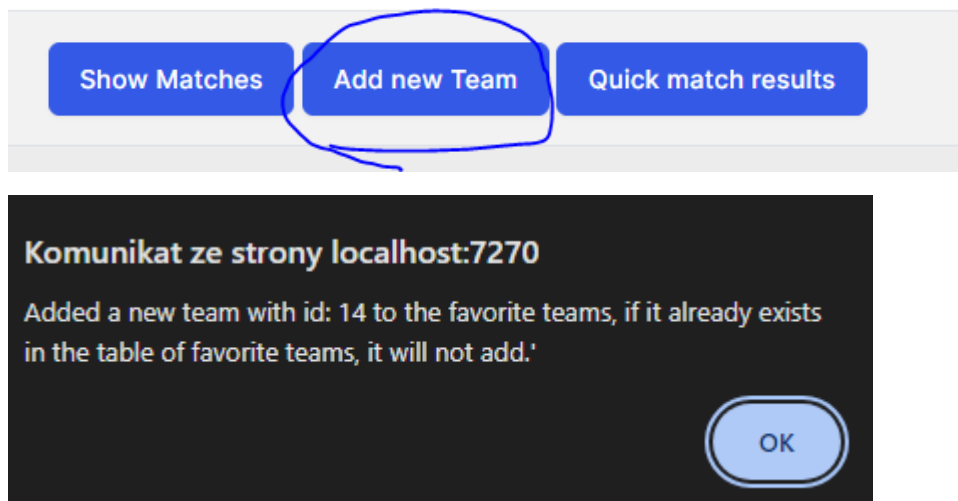 Show Matches Add new Team Quick match results
Komunikat ze strony localhost:7270
Added a new team with id: 14 to the favorite teams, if it already exists
in the table of favorite teams, it will not add.'
OK